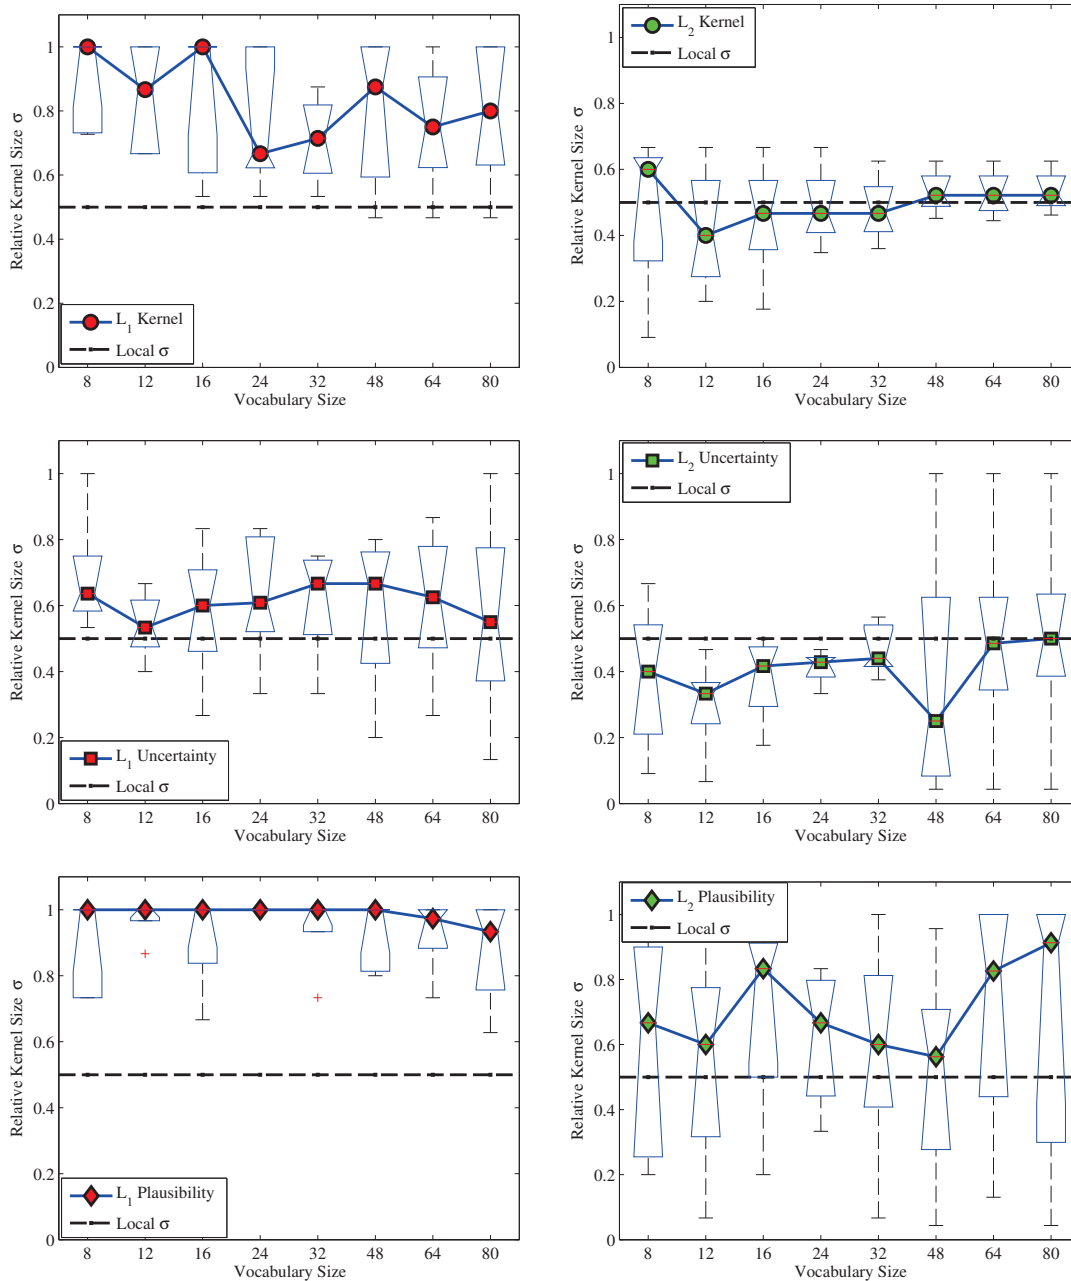 1
0.8
0.6
0.4
0.2
0
Relative Kernel Size σ
L1 Kernel
Local σ
8 12 16 24 32 48 64 80
Vocabulary Size
1
0.8
0.6
0.4
0.2
0
Relative Kernel Size σ
L2 Kernel
Local σ
8 12 16 24 32 48 64 80
Vocabulary Size
1
0.8
0.6
0.4
0.2
0
Relative Kernel Size σ
L1 Uncertainty
Local σ
8 12 16 24 32 48 64 80
Vocabulary Size
1
0.8
0.6
0.4
0.2
0
Relative Kernel Size σ
L2 Uncertainty
Local σ
8 12 16 24 32 48 64 80
Vocabulary Size
1
0.8
0.6
0.4
0.2
0
Relative Kernel Size σ
L1 Plausibility
Local σ
8 12 16 24 32 48 64 80
Vocabulary Size
1
0.8
0.6
0.4
0.2
0
Relative Kernel Size σ
L2 Plausibility
Local σ
8 12 16 24 32 48 64 80
Vocabulary Size